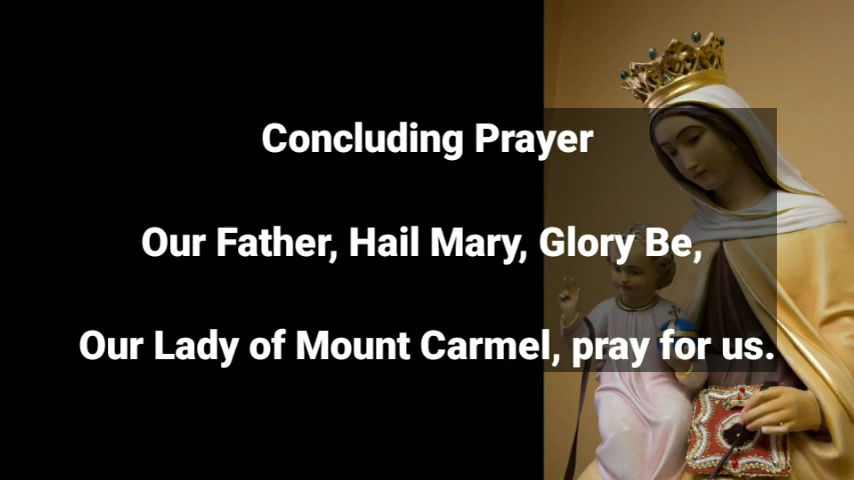 Concluding Prayer
Our Father, Hail Mary, Glory Be,
Our Lady of Mount Carmel, pray for us.